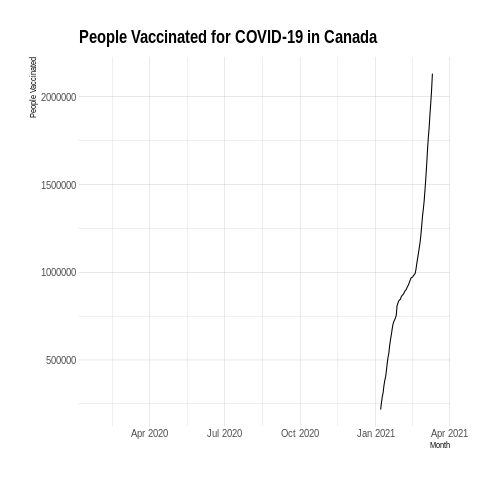 People Vaccinated for COVID-19 in Canada
People Vaccinated
2000000
1500000
1000000
500000
Apr 2020 Jul 2020 Oct 2020 Jan 2021 Apr 2021
Month